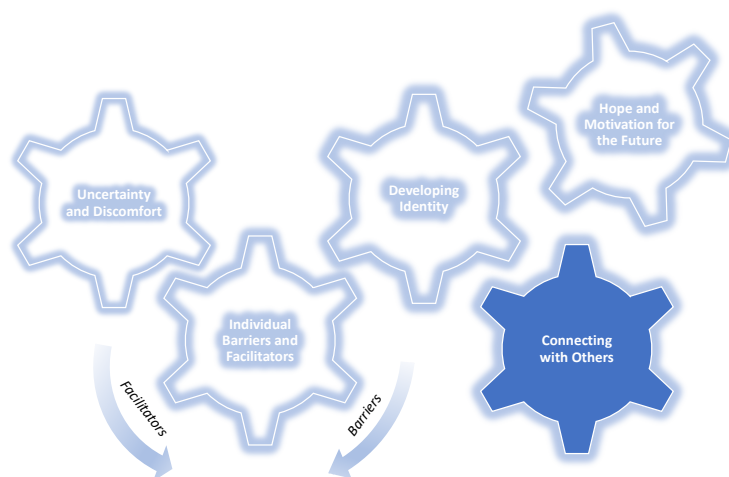 Hope and
Motivation for
the Future
Uncertainty
and Discomfort
Developing
Identity
Individual
Barriers and
Facilitators
Connecting
with Others
Facilitators
Barriers